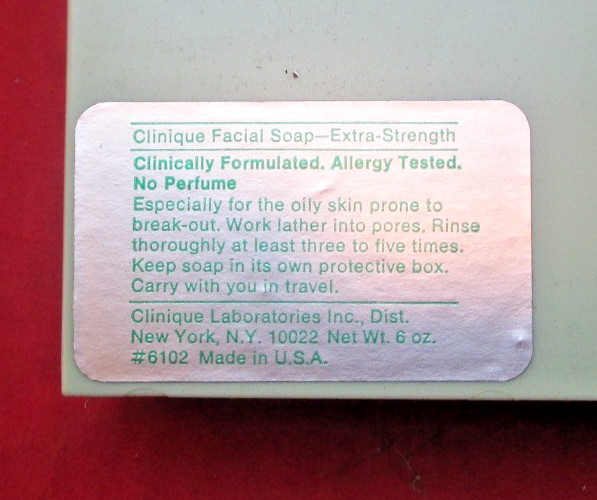 Clinique Facial Soap—Extra-Strength
Clinically Formulated. Allergy Tested.
No Perfume
Especially for the oily skin prone to
break-out. Work lather into pores. Rinse
thoroughly at least three to five times.
Keep soap in its own protective box.
Carry with you in travel.
Clinique Laboratories Inc., Dist.
New York, N.Y. 10022 Net Wt. 6 oz.
#6102 Made in U.S.A.